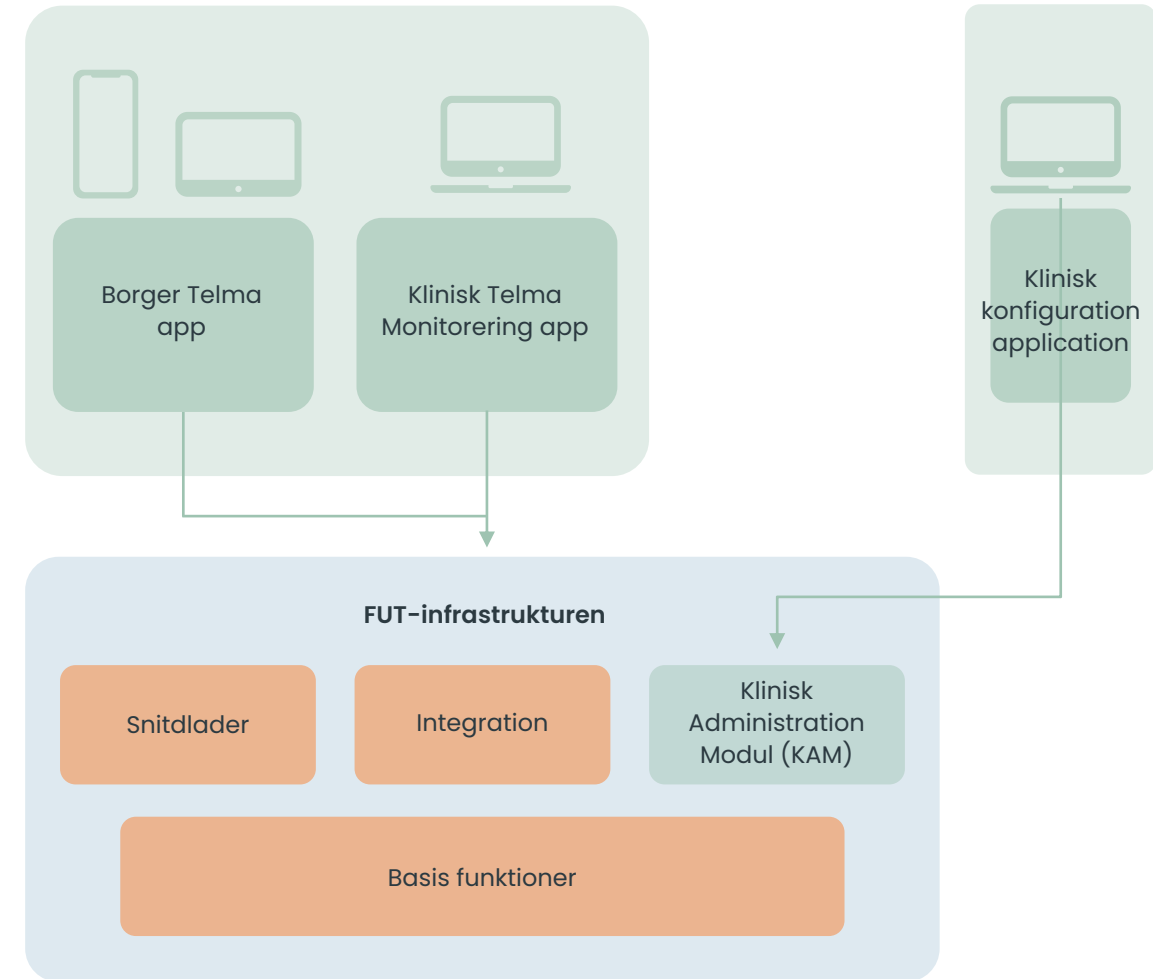 Borger Telma
app
Klinisk Telma
Monitorering app
Klinisk
konfiguration
application
FUT-infrastrukturen
Snitdlader
Integration
Klinisk
Administration
Modul (KAM)
Basis funktioner